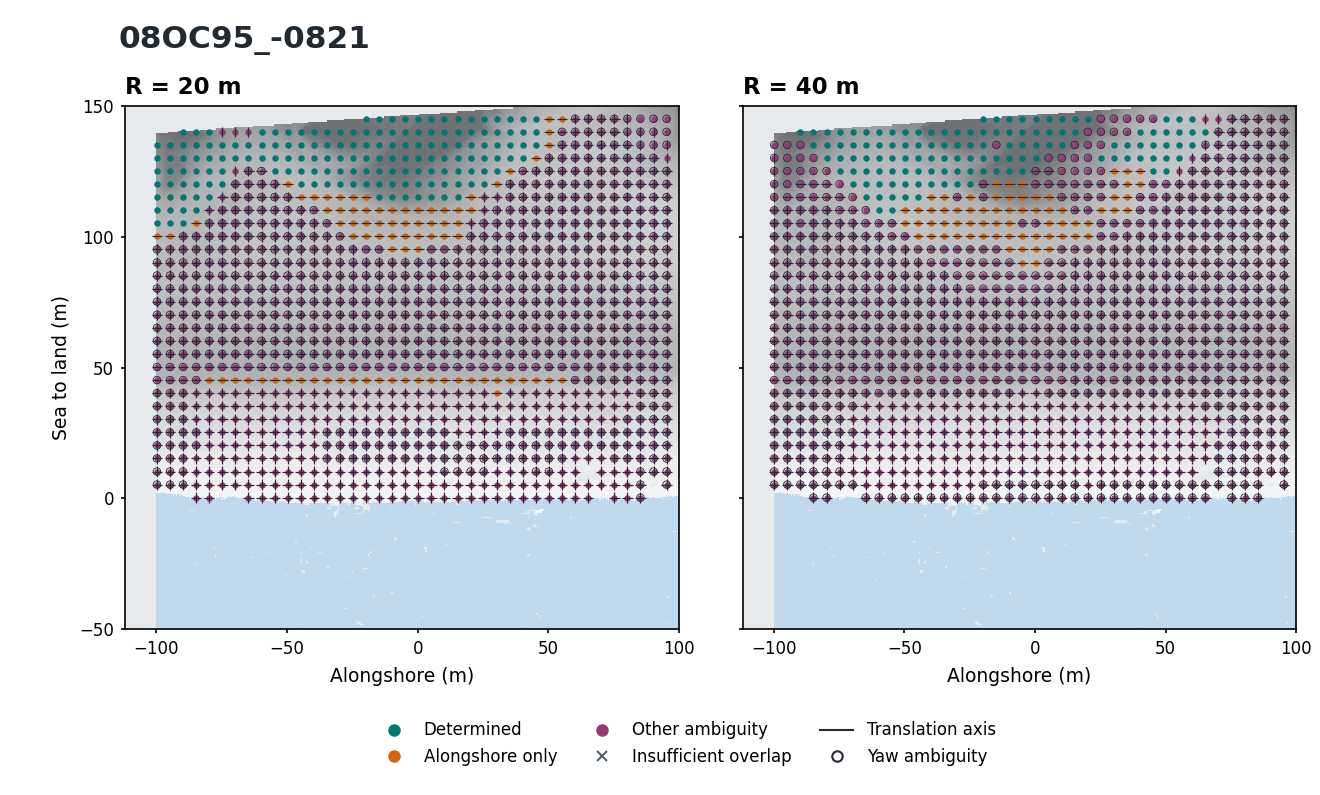 08OC95_-0821
R = 20 m
R = 40 m
150
100
50
0
−50
Sea to land (m)
−100
−50
0
50
100
−100
−50
0
50
100
Alongshore (m)
Alongshore (m)
Determined
Other ambiguity
Translation axis
Alongshore only
Insufficient overlap
Yaw ambiguity